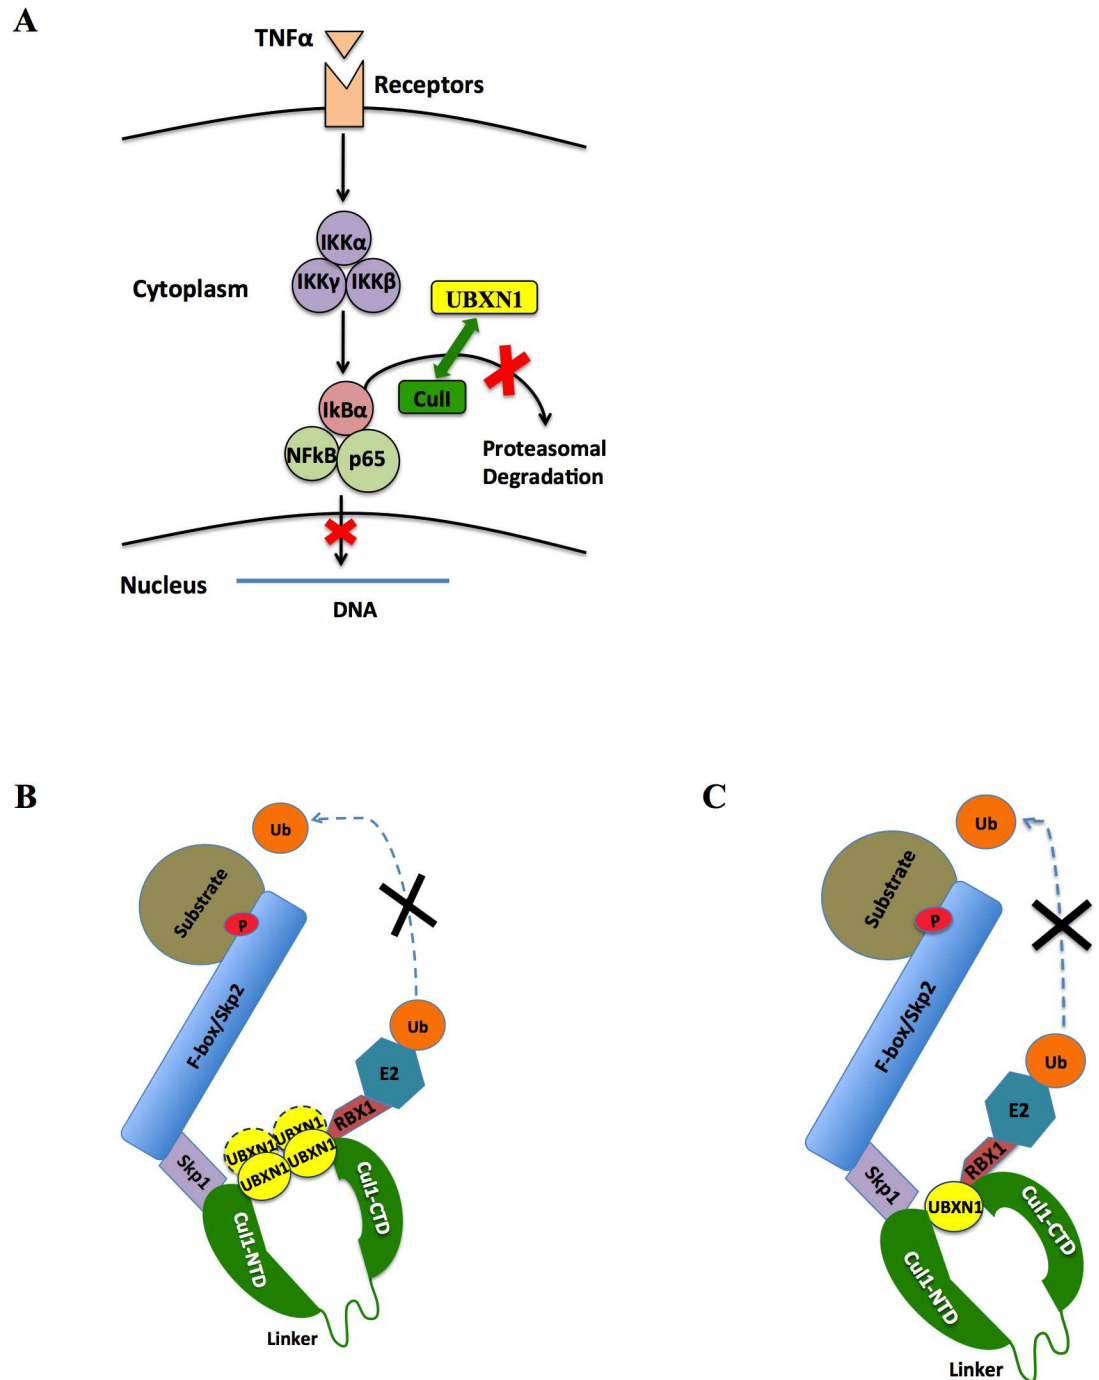 A
TNFα
Receptors
IKKα
IKKγ
IKKβ
Cytoplasm
UBXN1
CulI
IkBα
NFkB
p65
Proteasomal
Degradation
Nucleus
DNA
B
Ub
Substrate
P
F-box/Skp2
Ub
E2
RBX1
UBXN1
UBXN1
UBXN1
UBXN1
Skp1
Cul1-NTD
Cul1-CTD
Linker
C
Ub
Substrate
P
F-box/Skp2
Ub
E2
RBX1
Skp1
UBXN1
Cul1-CTD
Cul1-NTD
Linker